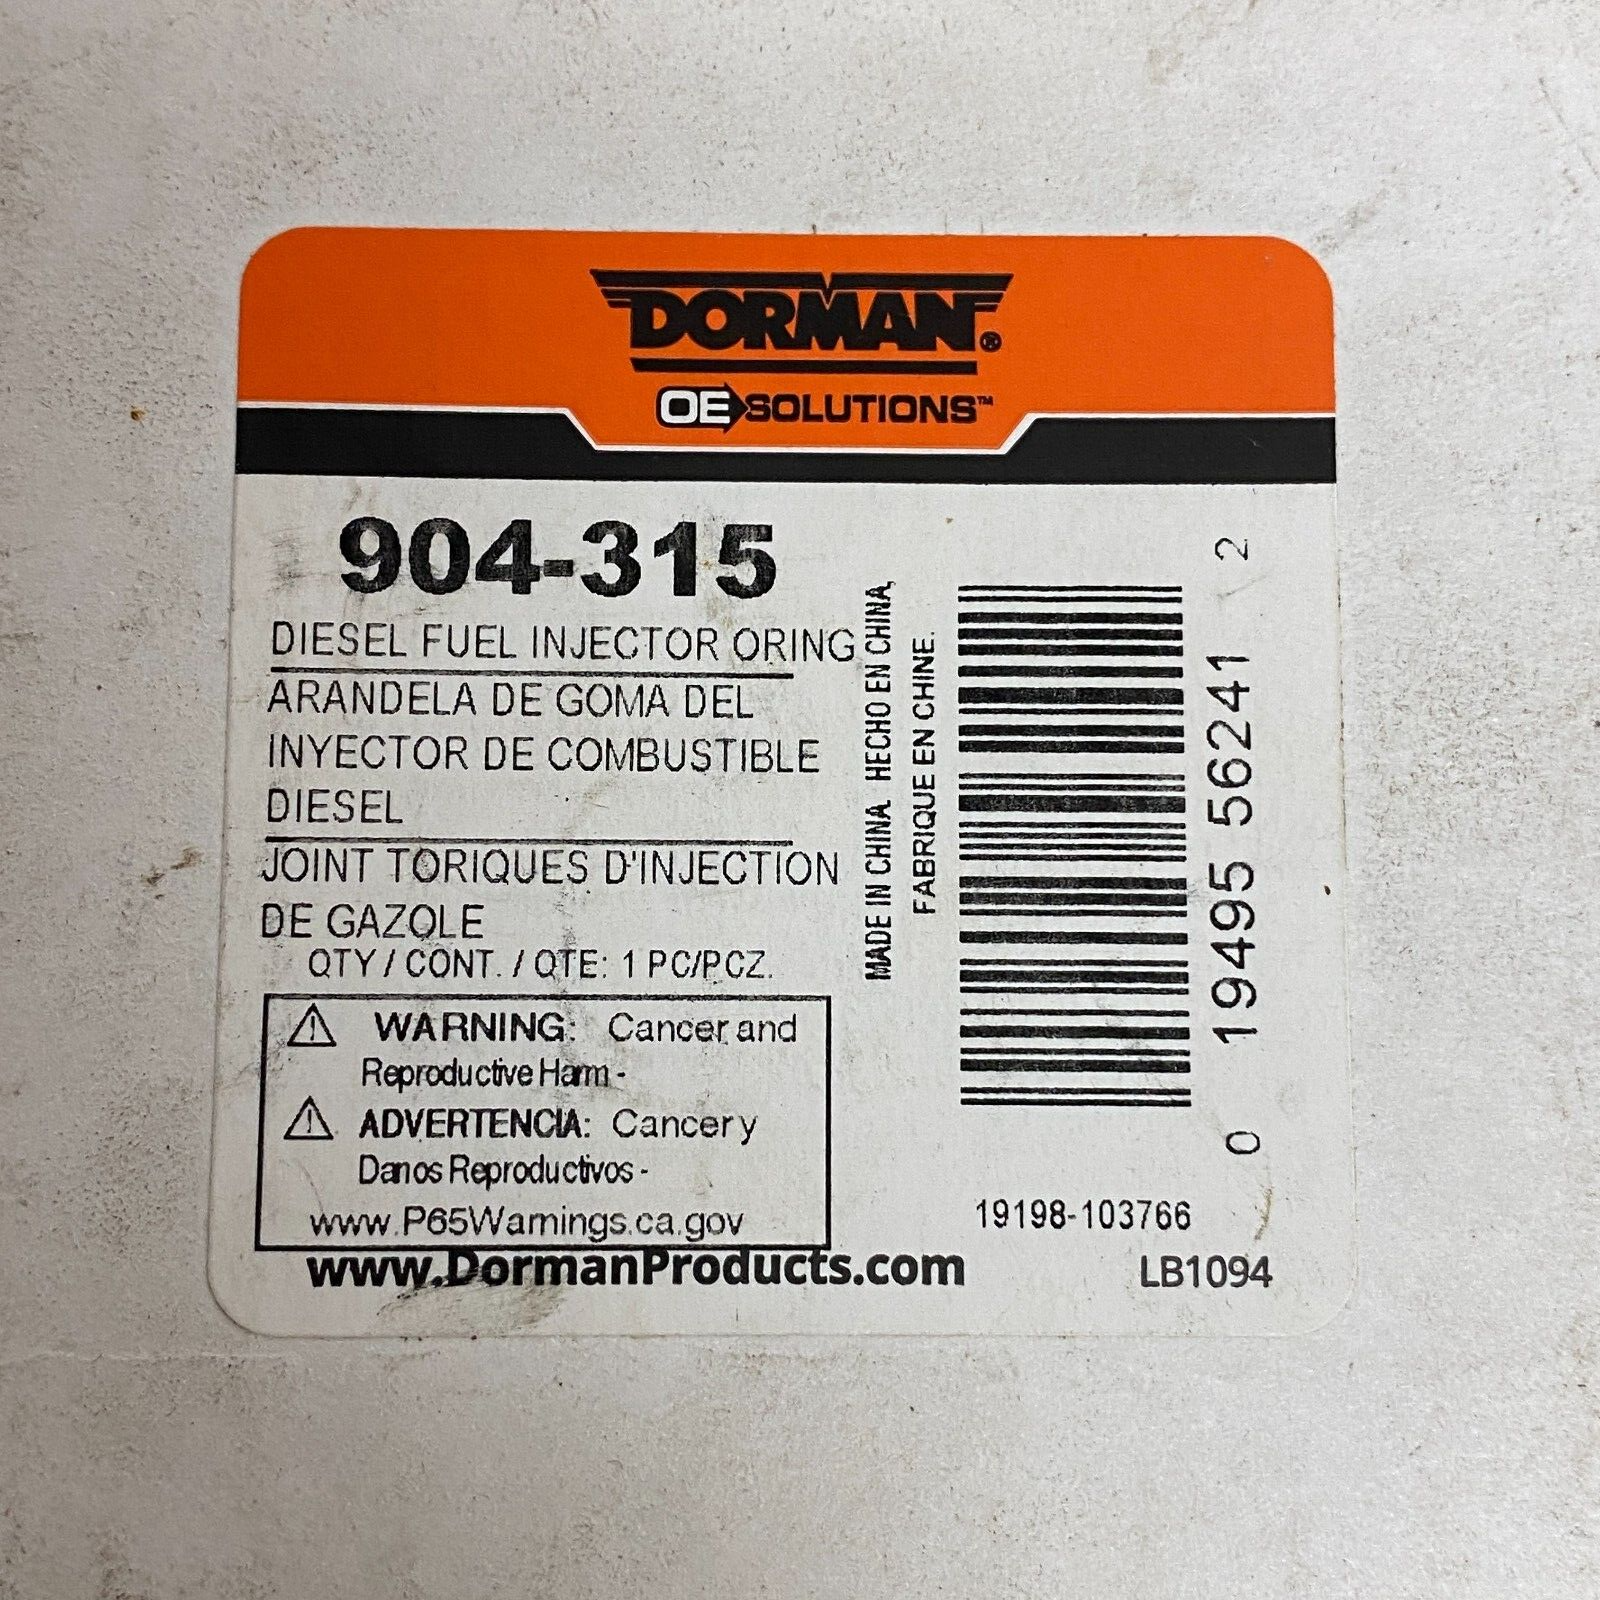 DORMAN®
OE SOLUTIONS™
904-315
DIESEL FUEL INJECTOR ORING
ARANDELA DE GOMA DEL
INYECTOR DE COMBUSTIBLE
DIESEL
JOINT TORIQUES D'INJECTION
DE GAZOLE
QTY / CONT. / QTE: 1 PC/PCZ.
⚠ WARNING: Cancer and
Reproductive Harm -
⚠ ADVERTENCIA: Cancer y
Danos Reproductivos -
www.P65Warnings.ca.gov
www.DormanProducts.com
MADE IN CHINA. HECHO EN CHINA,
FABRIQUE EN CHINE.
0 19495 56241 2
19198-103766
LB1094